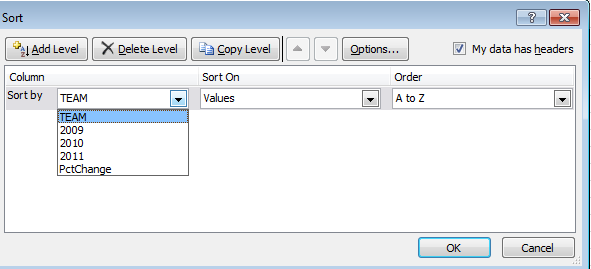 Sort
Add Level Delete Level Copy Level Options... My data has headers
Column Sort On Order
Sort by TEAM Values A to Z
TEAM
2009
2010
2011
PctChange
OK Cancel